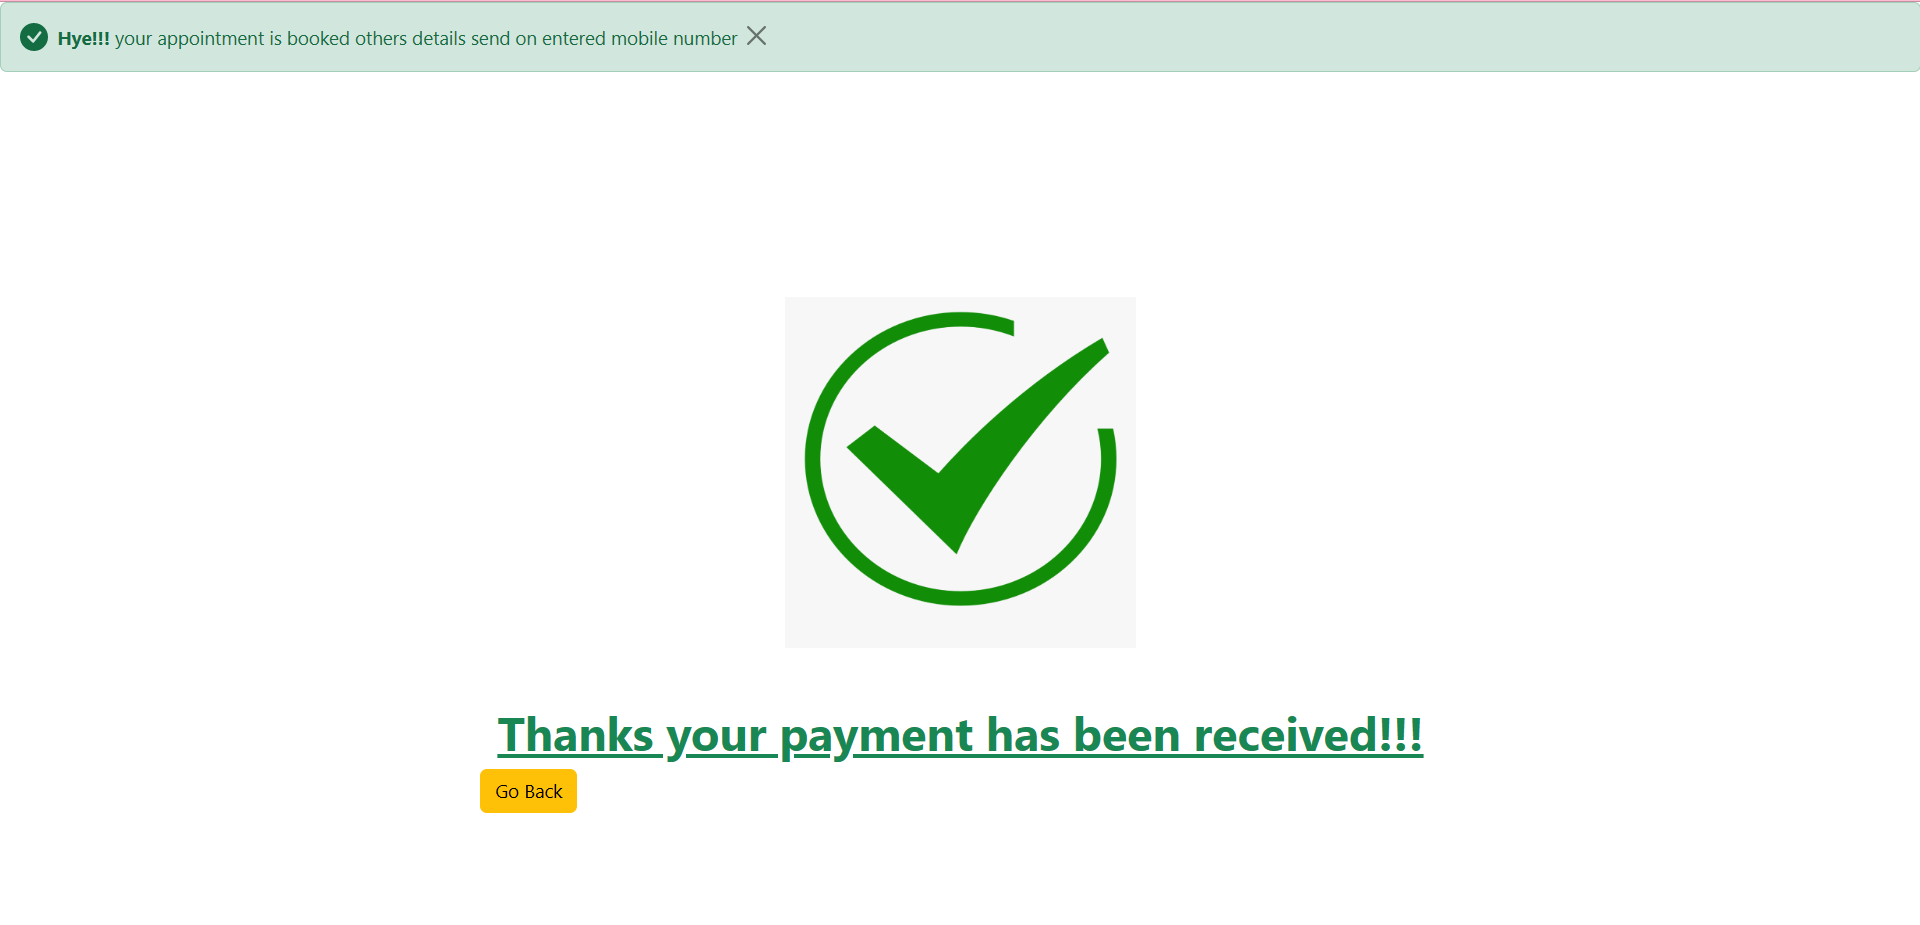 Hye!!! your appointment is booked others details send on entered mobile number
Thanks your payment has been received!!!
Go Back